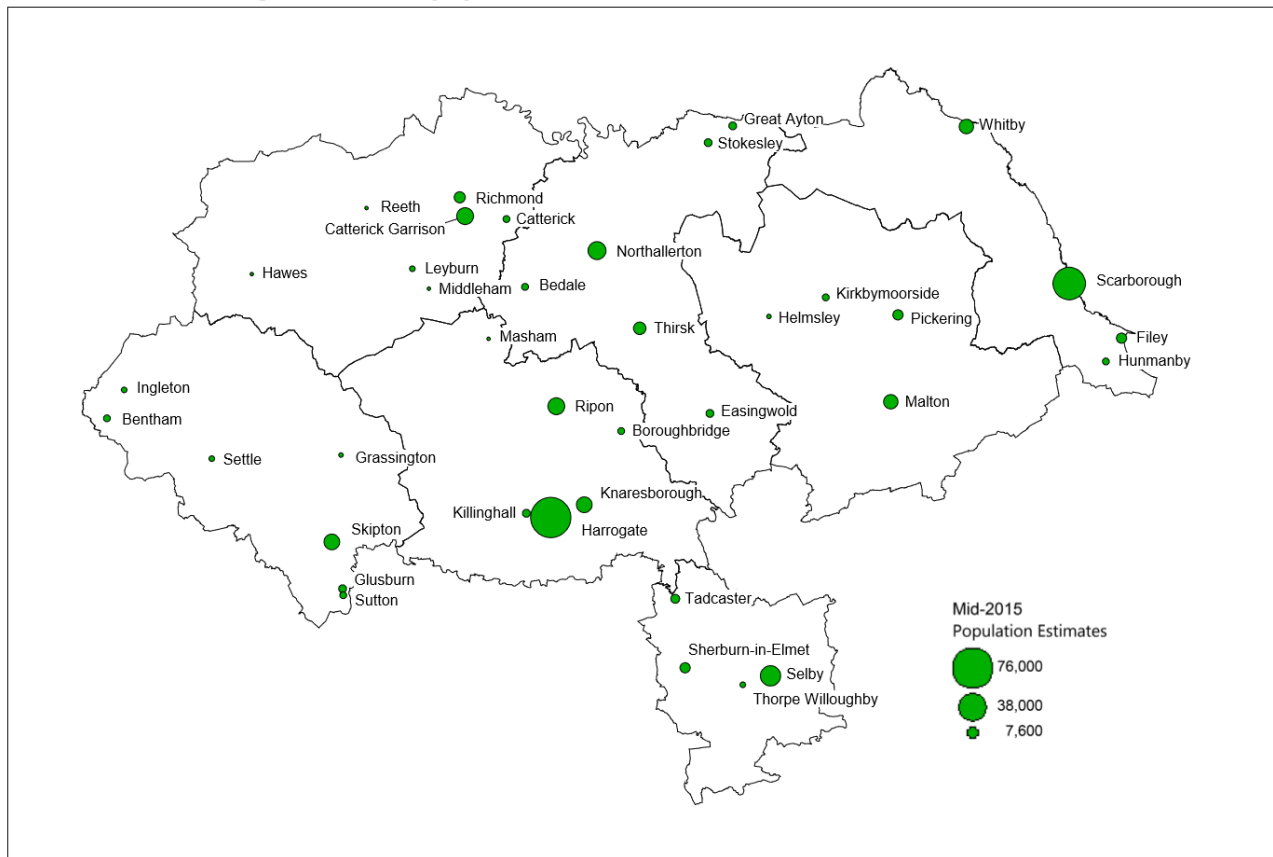 Great Ayton
Whitby
Stokesley
Richmond
Reeth
Catterick
Catterick Garrison
Northallerton
Leyburn
Hawes
Scarborough
Middleham
Bedale
Kirkbymoorside
Helmsley
Pickering
Thirsk
Masham
Filey
Hunmanby
Ingleton
Malton
Ripon
Easingwold
Bentham
Boroughbridge
Settle
Grassington
Knaresborough
Killinghall
Harrogate
Skipton
Glusburn
Sutton
Tadcaster
Mid-2015
Population Estimates
Sherburn-in-Elmet
76,000
Selby
Thorpe Willoughby
38,000
7,600